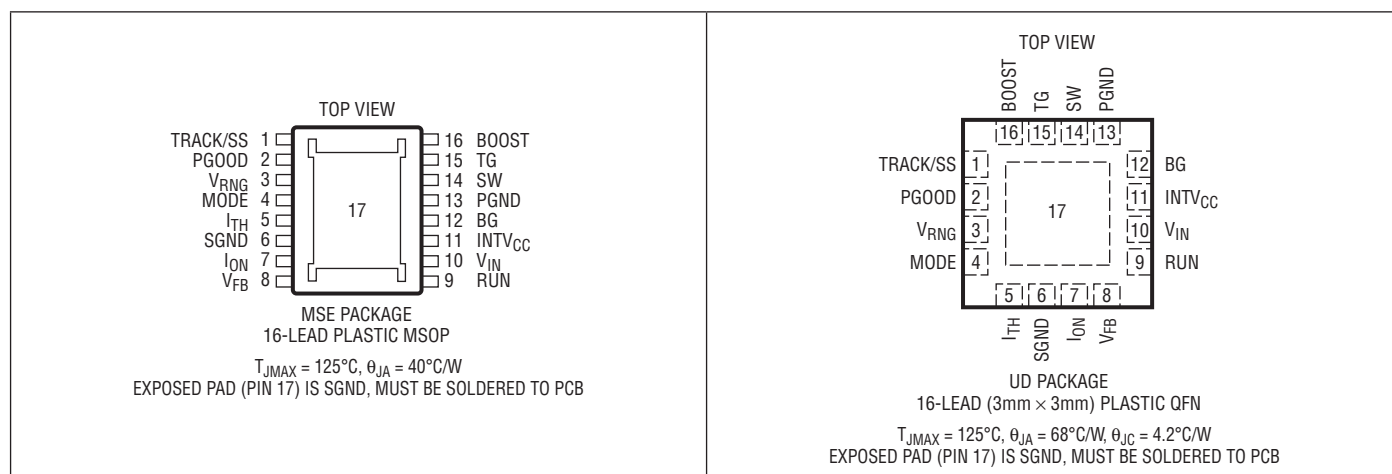 TOP VIEW
TRACK/SS 1
PGOOD 2
VRNG 3
MODE 4
ITH 5
SGND 6
ION 7
VFB 8
16 BOOST
15 TG
14 SW
13 PGND
12 BG
11 INTVCC
10 VIN
9 RUN
17
MSE PACKAGE
16-LEAD PLASTIC MSOP
TJMAX = 125°C, θJA = 40°C/W
EXPOSED PAD (PIN 17) IS SGND, MUST BE SOLDERED TO PCB
TOP VIEW
BOOST
TG
SW
PGND
16 15 14 13
TRACK/SS 1
PGOOD 2
VRNG 3
MODE 4
17
12 BG
11 INTVCC
10 VIN
9 RUN
5 6 7 8
ITH
SGND
ION
VFB
UD PACKAGE
16-LEAD (3mm × 3mm) PLASTIC QFN
TJMAX = 125°C, θJA = 68°C/W, θJC = 4.2°C/W
EXPOSED PAD (PIN 17) IS SGND, MUST BE SOLDERED TO PCB